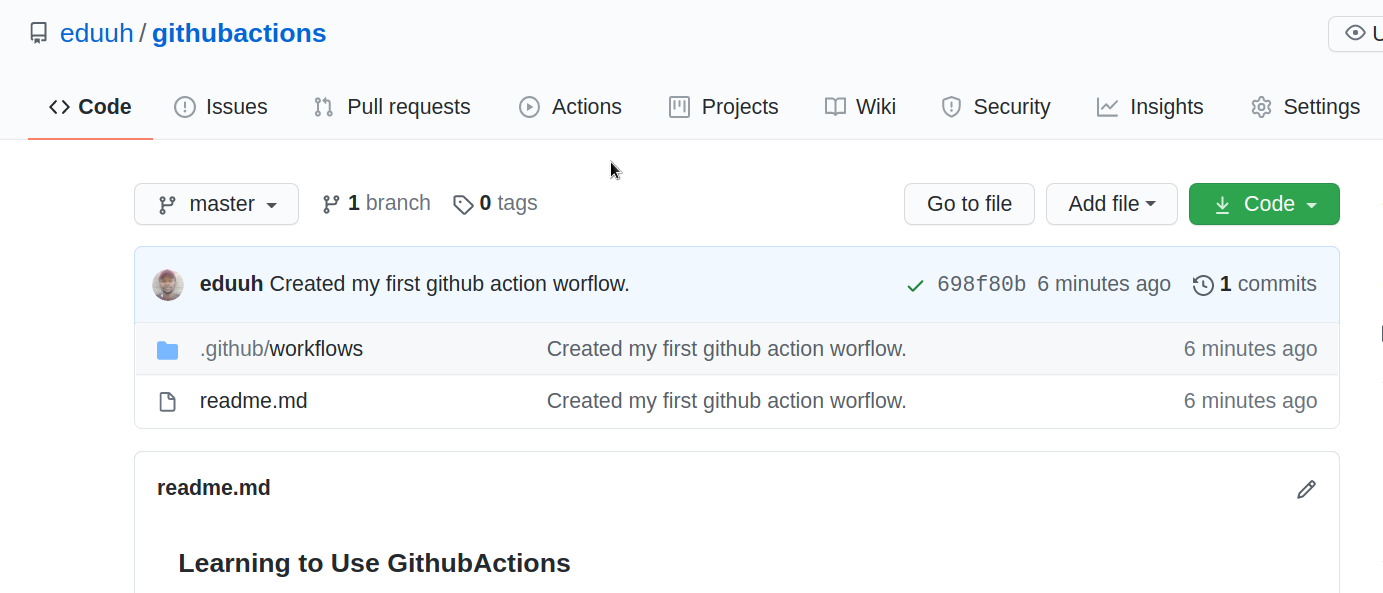 eduuh / githubactions
Code Issues Pull requests Actions Projects Wiki Security Insights Settings
master 1 branch 0 tags Go to file Add file Code
eduuh Created my first github action worflow. 698f80b 6 minutes ago 1 commits
.github/workflows Created my first github action worflow. 6 minutes ago
readme.md Created my first github action worflow. 6 minutes ago
readme.md
Learning to Use GithubActions